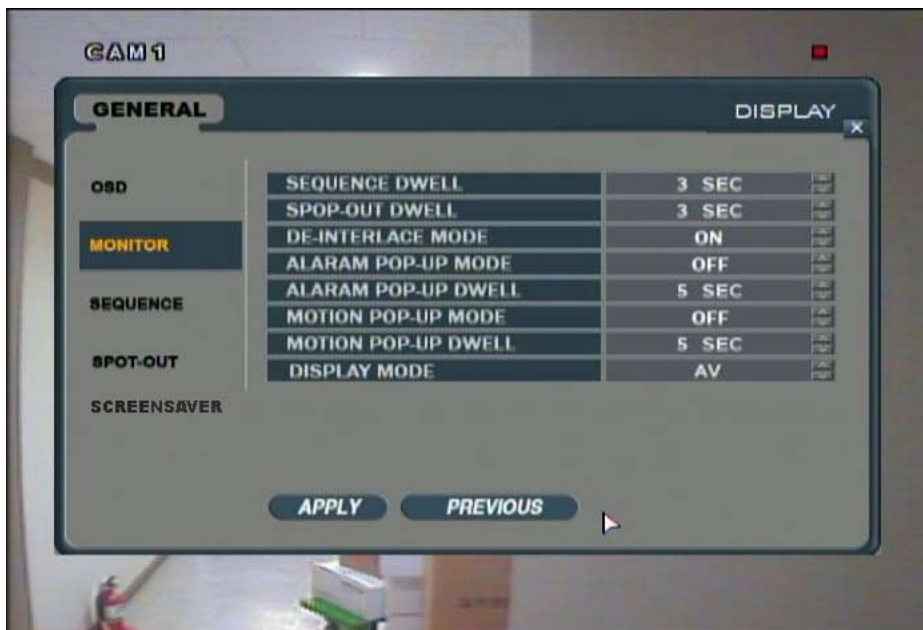 CAM 1
GENERAL
DISPLAY
OSD
MONITOR
SEQUENCE
SPOT-OUT
SCREENSAVER
SEQUENCE DWELL 3 SEC
SPOP-OUT DWELL 3 SEC
DE-INTERLACE MODE ON
ALARAM POP-UP MODE OFF
ALARAM POP-UP DWELL 5 SEC
MOTION POP-UP MODE OFF
MOTION POP-UP DWELL 5 SEC
DISPLAY MODE AV
APPLY PREVIOUS